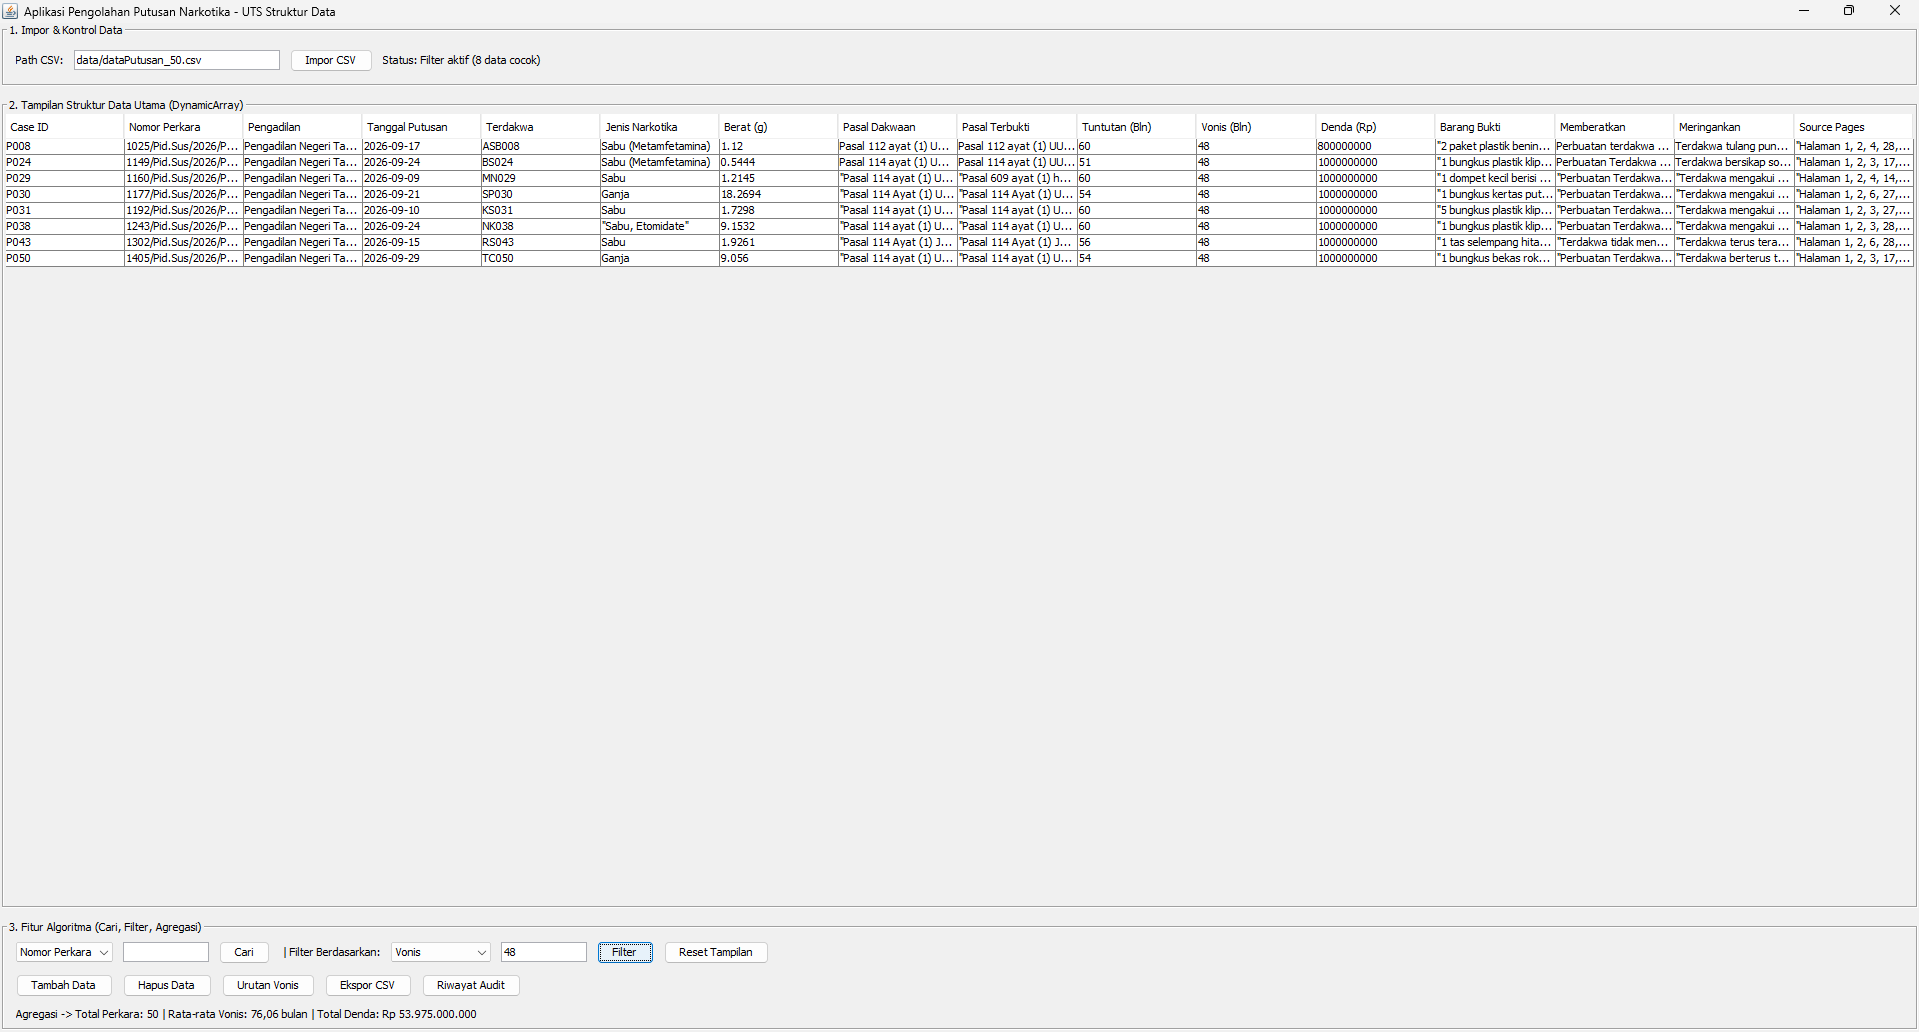 Aplikasi Pengolahan Putusan Narkotika - UTS Struktur Data
1. Impor & Kontrol Data
Path CSV: data/dataPutusan_50.csv Impor CSV Status: Filter aktif (8 data cocok)
2. Tampilan Struktur Data Utama (DynamicArray)
Case ID Nomor Perkara Pengadilan Tanggal Putusan Terdakwa Jenis Narkotika Berat (g) Pasal Dakwaan Pasal Terbukti Tuntutan (Bln) Vonis (Bln) Denda (Rp) Barang Bukti Memberatkan Meringankan Source Pages
P008 1025/Pid.Sus/2026/P... Pengadilan Negeri Ta... 2026-09-17 ASB008 Sabu (Metamfetamina) 1.12 Pasal 112 ayat (1) U... Pasal 112 ayat (1) UU... 60 48 800000000 "2 paket plastik benin... Perbuatan terdakwa ... Terdakwa tulang pun... "Halaman 1, 2, 4, 28,...
P024 1149/Pid.Sus/2026/P... Pengadilan Negeri Ta... 2026-09-24 BS024 Sabu (Metamfetamina) 0.5444 Pasal 114 ayat (1) U... Pasal 114 ayat (1) UU... 51 48 1000000000 "1 bungkus plastik klip... Perbuatan Terdakwa ... Terdakwa bersikap so... "Halaman 1, 2, 3, 17,...
P029 1160/Pid.Sus/2026/P... Pengadilan Negeri Ta... 2026-09-09 MN029 Sabu 1.2145 "Pasal 114 ayat (1) U... "Pasal 609 ayat (1) h... 60 48 1000000000 "1 dompet kecil berisi ... "Perbuatan Terdakwa... "Terdakwa mengakui ... "Halaman 1, 2, 4, 14,...
P030 1177/Pid.Sus/2026/P... Pengadilan Negeri Ta... 2026-09-21 SP030 Ganja 18.2694 "Pasal 114 Ayat (1) U... "Pasal 114 Ayat (1) U... 54 48 1000000000 "1 bungkus kertas put... "Perbuatan Terdakwa... "Terdakwa mengakui ... "Halaman 1, 2, 6, 27,...
P031 1192/Pid.Sus/2026/P... Pengadilan Negeri Ta... 2026-09-10 KS031 Sabu 1.7298 "Pasal 114 ayat (1) U... "Pasal 114 ayat (1) U... 60 48 1000000000 "5 bungkus plastik klip... "Perbuatan Terdakwa... "Terdakwa mengakui ... "Halaman 1, 2, 3, 27,...
P038 1243/Pid.Sus/2026/P... Pengadilan Negeri Ta... 2026-09-24 NK038 "Sabu, Etomidate" 9.1532 "Pasal 114 ayat (1) U... "Pasal 114 ayat (1) U... 60 48 1000000000 "1 bungkus plastik klip... "Perbuatan Terdakwa... "Terdakwa mengakui ... "Halaman 1, 2, 3, 28,...
P043 1302/Pid.Sus/2026/P... Pengadilan Negeri Ta... 2026-09-15 RS043 Sabu 1.9261 "Pasal 114 Ayat (1) J... "Pasal 114 Ayat (1) J... 56 48 1000000000 "1 tas selempang hita... "Terdakwa tidak men... "Terdakwa terus tera... "Halaman 1, 2, 6, 28,...
P050 1405/Pid.Sus/2026/P... Pengadilan Negeri Ta... 2026-09-29 TC050 Ganja 9.056 "Pasal 114 ayat (1) U... "Pasal 114 ayat (1) U... 54 48 1000000000 "1 bungkus bekas rok... "Perbuatan Terdakwa... "Terdakwa berterus t... "Halaman 1, 2, 3, 17,...
3. Fitur Algoritma (Cari, Filter, Agregasi)
Nomor Perkara Cari | Filter Berdasarkan: Vonis 48 Filter Reset Tampilan
Tambah Data Hapus Data Urutan Vonis Ekspor CSV Riwayat Audit
Agregasi -> Total Perkara: 50 | Rata-rata Vonis: 76,06 bulan | Total Denda: Rp 53.975.000.000